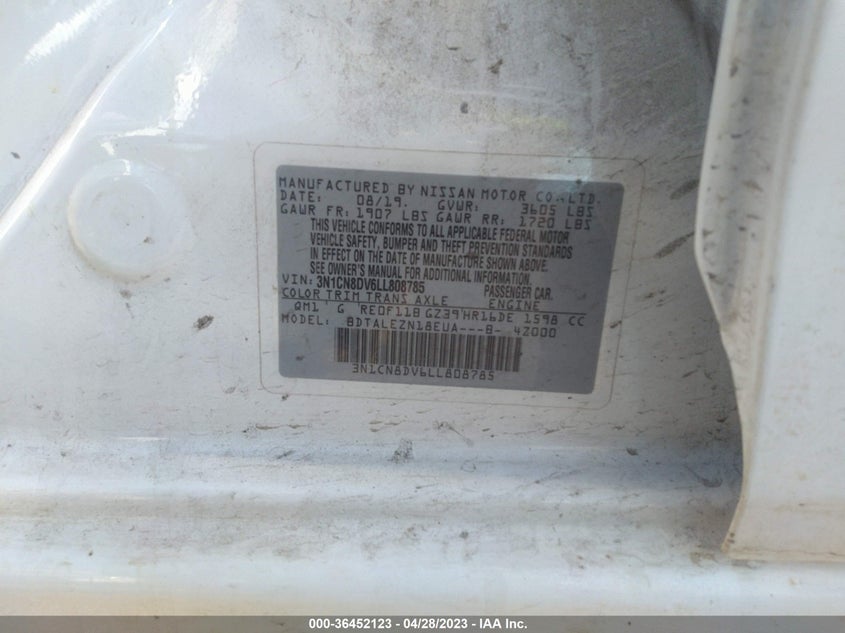 MANUFACTURED BY NISSAN MOTOR CO.,LTD.
DATE: 08/19. GVWR: 3605 LBS
GAWR FR: 1907 LBS GAWR RR: 1720 LBS
THIS VEHICLE CONFORMS TO ALL APPLICABLE FEDERAL MOTOR
VEHICLE SAFETY, BUMPER AND THEFT PREVENTION STANDARDS
IN EFFECT ON THE DATE OF MANUFACTURE SHOWN ABOVE.
SEE OWNER'S MANUAL FOR ADDITIONAL INFORMATION.
VIN: 3N1CN8DV6LL808785 PASSENGER CAR.
COLOR TRIM TRANS AXLE ENGINE
QM1 G RE0F11B GZ39 HR16DE 1598 CC
MODEL: BDTALEZN18EUA---B- 42000
3N1CN8DV6LL808785
000-36452123 - 04/28/2023 - IAA Inc.